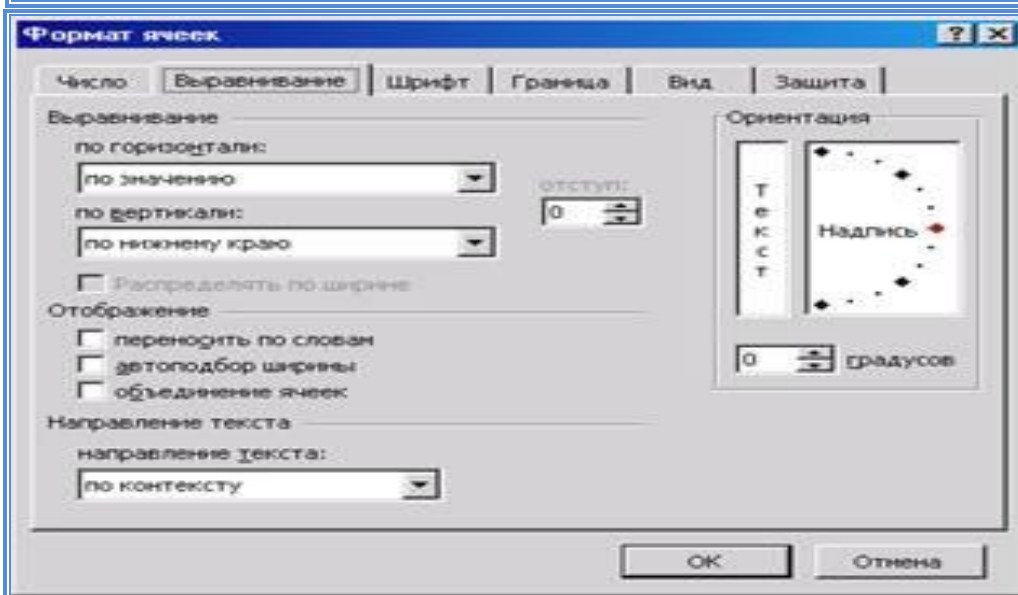 Формат ячеек
Число Выравнивание Шрифт Граница Вид Защита
Выравнивание
по горизонтали:
по значению
отступ:
0
по вертикали:
по нижнему краю
Распределять по ширине
Отображение
переносить по словам
автоподбор ширины
объединение ячеек
Направление текста
направление текста:
по контексту
Ориентация
Текст
Надпись
0 градусов
ОК Отмена